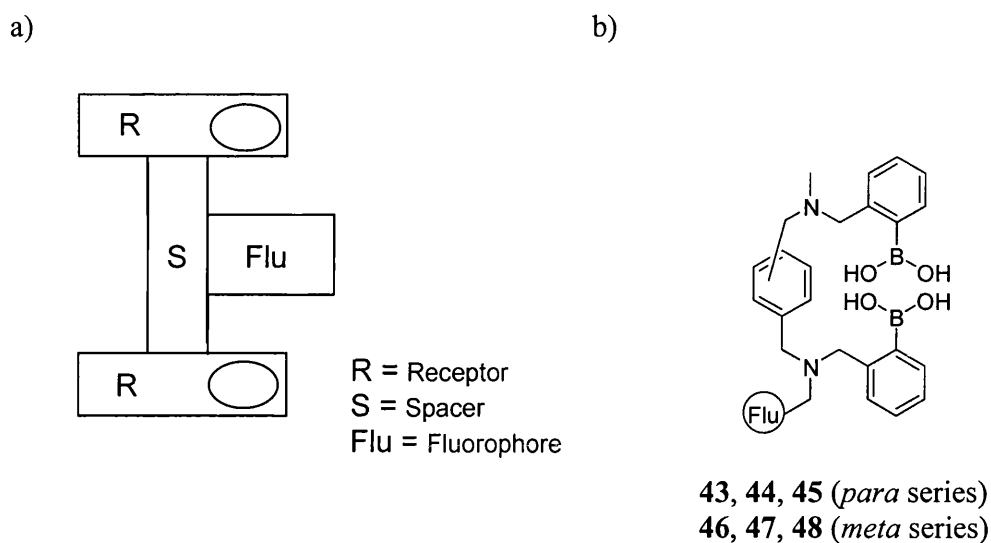 a)
b)
R
S
Flu
R
R = Receptor
S = Spacer
Flu = Fluorophore
N
B
HO
OH
HO
OH
B
N
Flu
43, 44, 45 (para series)
46, 47, 48 (meta series)